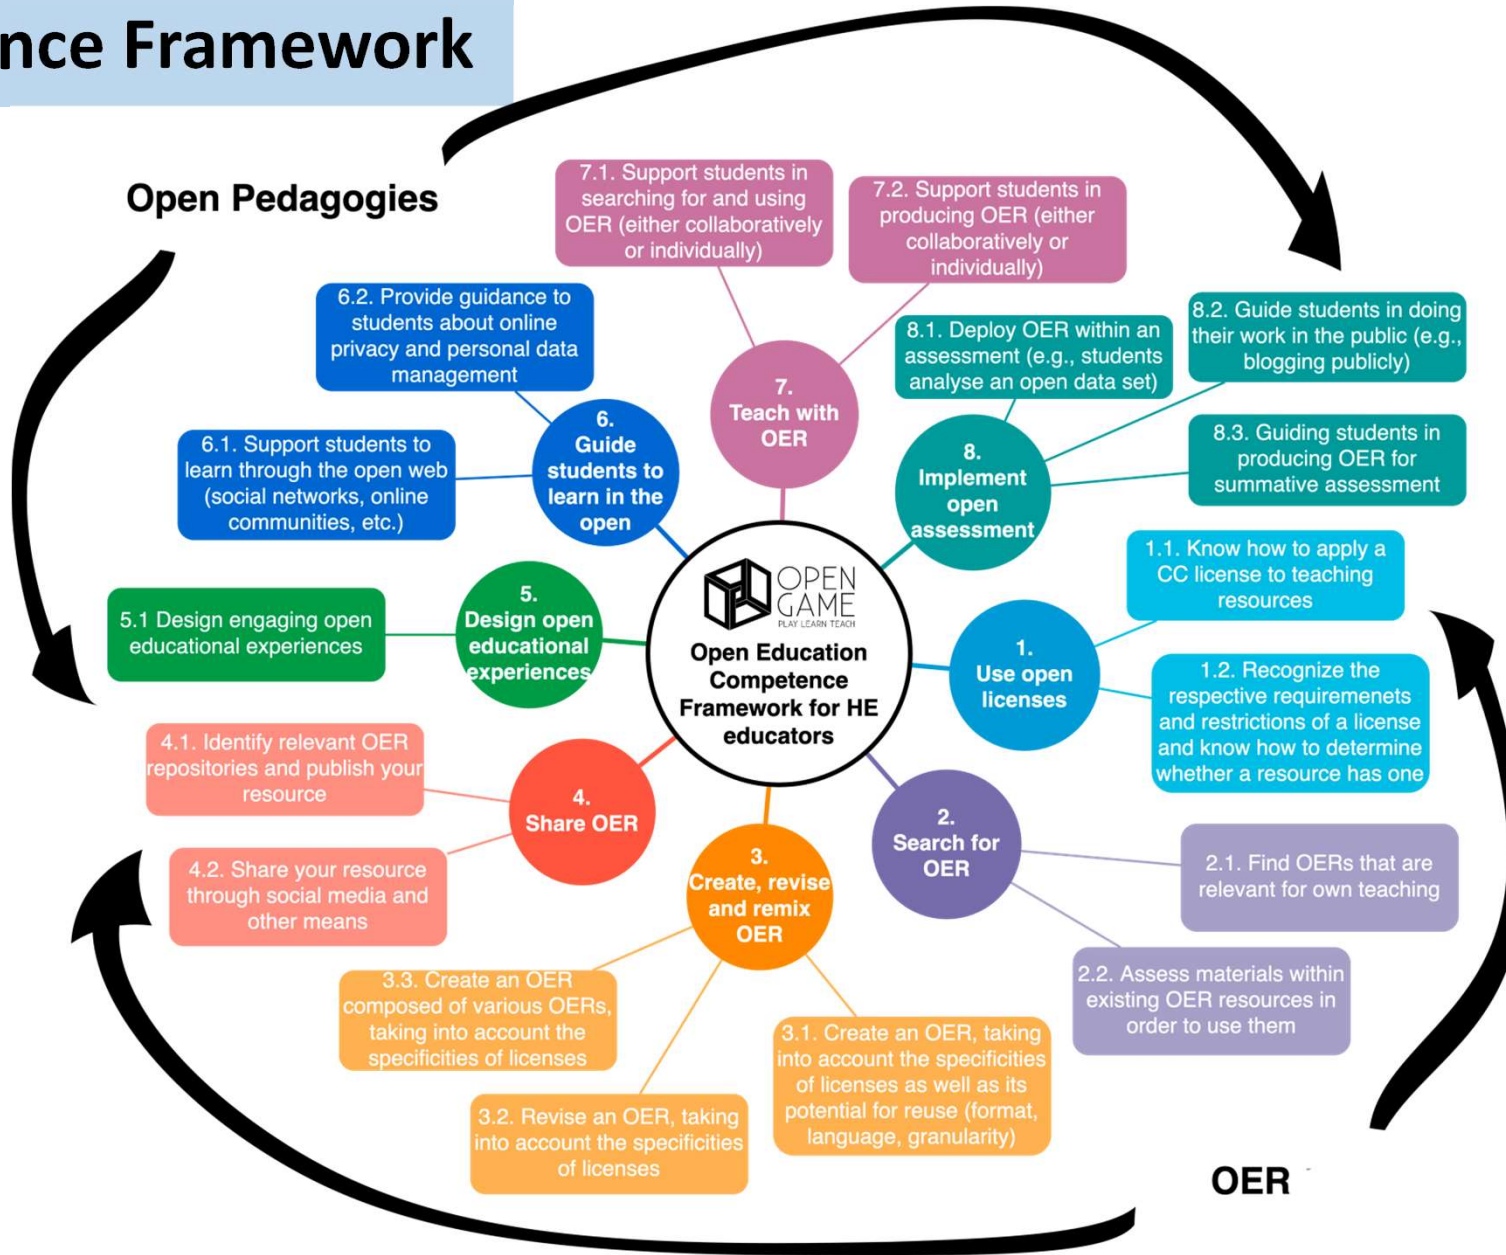 nce Framework
Open Pedagogies
7.1. Support students in
searching for and using
OER (either collaboratively
or individually)
7.2. Support students in
producing OER (either
collaboratively or
individually)
6.2. Provide guidance to
students about online
privacy and personal data
management
8.1. Deploy OER within an
assessment (e.g., students
analyse an open data set)
8.2. Guide students in doing
their work in the public (e.g.,
blogging publicly)
7.
Teach with
OER
6.
Guide
students to
learn in the
open
6.1. Support students to
learn through the open web
(social networks, online
communities, etc.)
8.
Implement
open
assessment
8.3. Guiding students in
producing OER for
summative assessment
1.1. Know how to apply a
CC license to teaching
resources
OPEN
GAME
PLAY LEARN TEACH
Open Education
Competence
Framework for HE
educators
5.1 Design engaging open
educational experiences
5.
Design open
educational
experiences
1.
Use open
licenses
1.2. Recognize the
respective requiremenets
and restrictions of a license
and know how to determine
whether a resource has one
4.1. Identify relevant OER
repositories and publish your
resource
4.
Share OER
4.2. Share your resource
through social media and
other means
3.
Create, revise
and remix
OER
2.
Search for
OER
2.1. Find OERs that are
relevant for own teaching
2.2. Assess materials within
existing OER resources in
order to use them
3.3. Create an OER
composed of various OERs,
taking into account the
specificities of licenses
3.1. Create an OER, taking
into account the specificities
of licenses as well as its
potential for reuse (format,
language, granularity)
3.2. Revise an OER, taking
into account the specificities
of licenses
OER